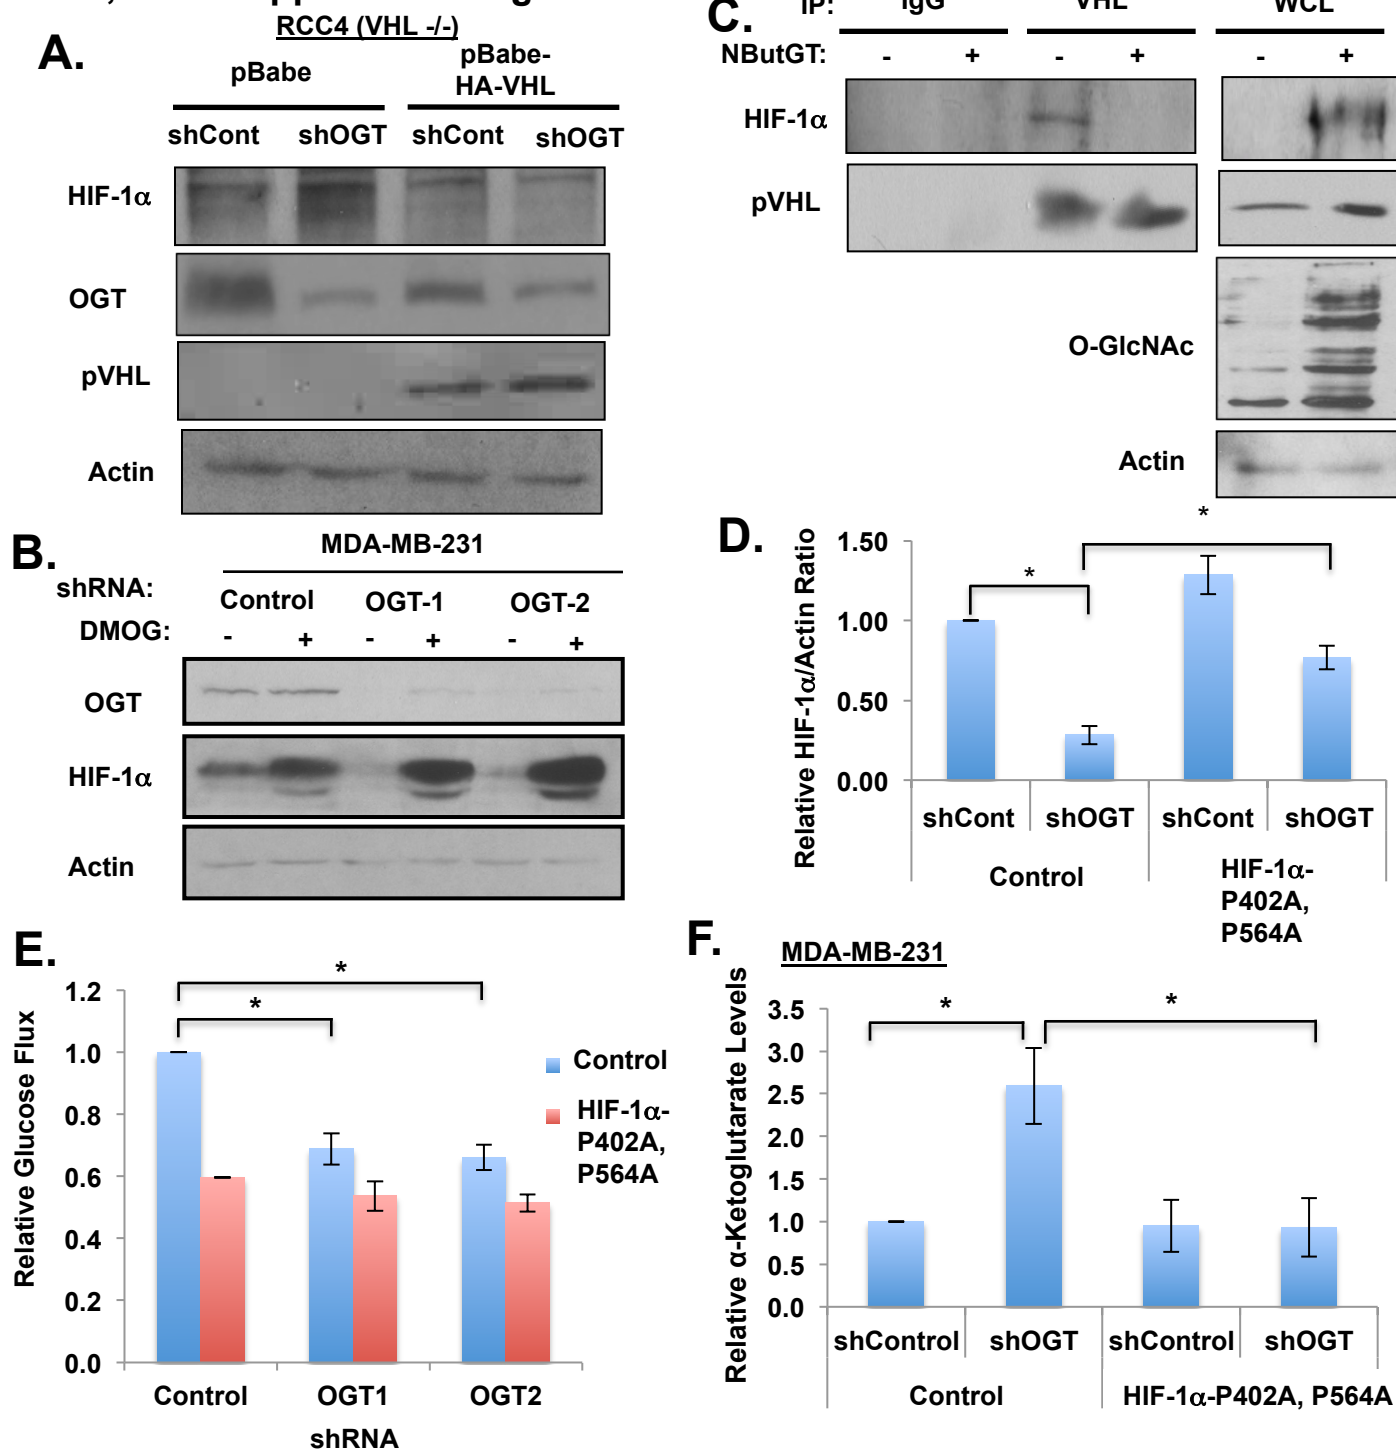 A.
RCC4 (VHL -/-)
pBabe
pBabe-
HA-VHL
shCont shOGT shCont shOGT
HIF-1α
OGT
pVHL
Actin
B.
MDA-MB-231
shRNA:
Control OGT-1 OGT-2
DMOG: - + - + - +
OGT
HIF-1α
Actin
C.
IP: IgG VHL WCL
NButGT: - + - + - +
HIF-1α
pVHL
O-GlcNAc
Actin
D.
Relative HIF-1α/Actin Ratio
1.50
1.00
0.50
0.00
*
*
shCont shOGT shCont shOGT
Control
HIF-1α-
P402A,
P564A
E.
Relative Glucose Flux
1.2
1.0
0.8
0.6
0.4
0.2
0.0
*
*
Control
HIF-1α-
P402A,
P564A
Control OGT1 OGT2
shRNA
F.
MDA-MB-231
Relative α-Ketoglutarate Levels
3.5
3.0
2.5
2.0
1.5
1.0
0.5
0.0
*
*
shControl shOGT shControl shOGT
Control HIF-1α-P402A, P564A